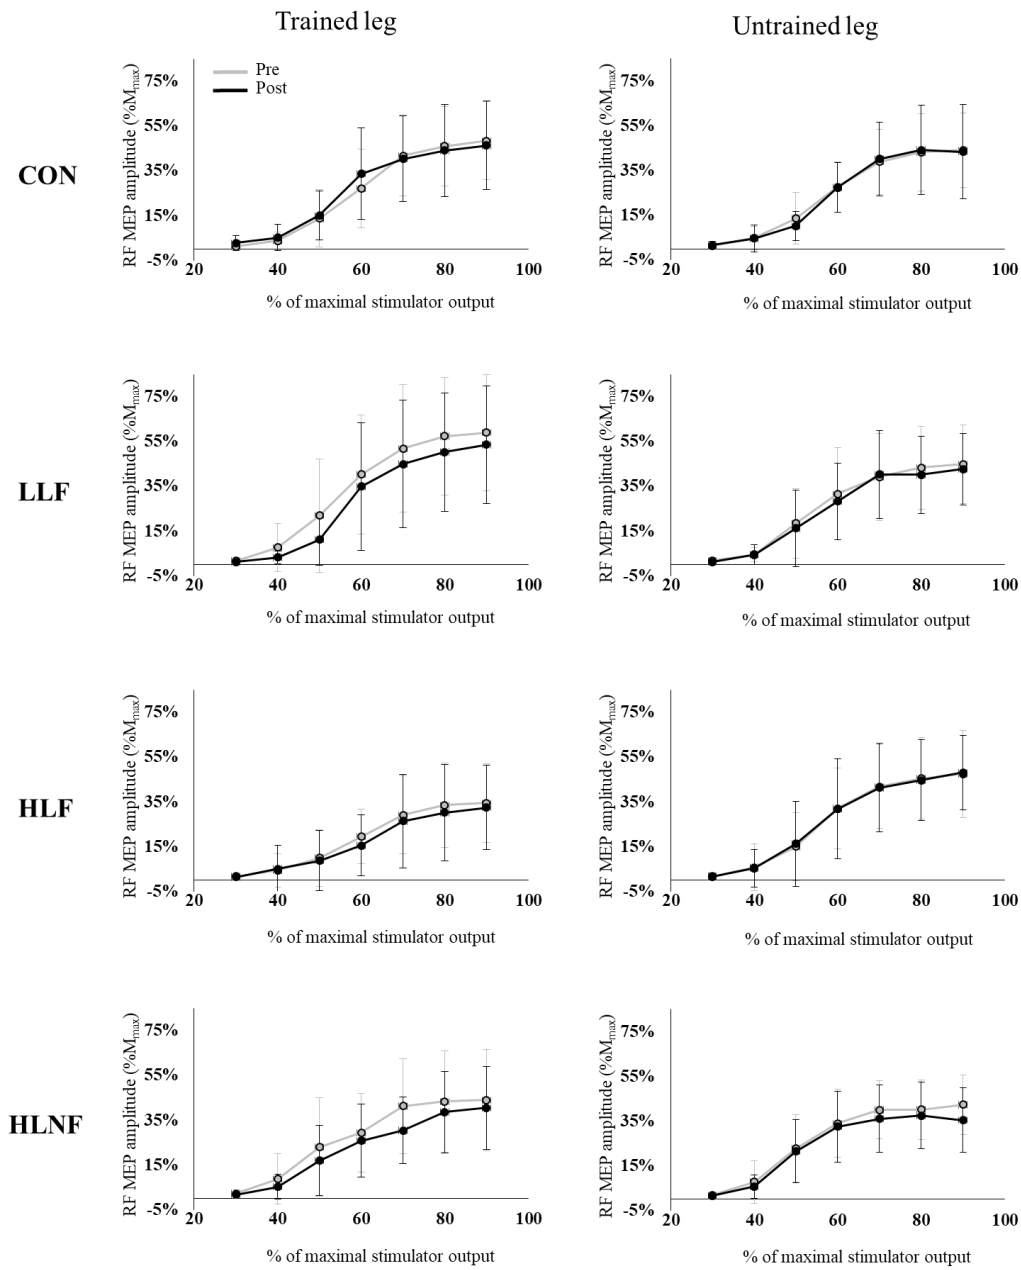 Trained leg
Untrained leg
CON
RF MEP amplitude (%Mmax)
75%
55%
35%
15%
-5%
Pre
Post
20 40 60 80 100
% of maximal stimulator output
RF MEP amplitude (%Mmax)
75%
55%
35%
15%
-5%
20 40 60 80 100
% of maximal stimulator output
LLF
RF MEP amplitude (%Mmax)
75%
55%
35%
15%
-5%
20 40 60 80 100
% of maximal stimulator output
RF MEP amplitude (%Mmax)
75%
55%
35%
15%
-5%
20 40 60 80 100
% of maximal stimulator output
HLF
RF MEP amplitude (%Mmax)
75%
55%
35%
15%
-5%
20 40 60 80 100
% of maximal stimulator output
RF MEP amplitude (%Mmax)
75%
55%
35%
15%
-5%
20 40 60 80 100
% of maximal stimulator output
HLNF
RF MEP amplitude (%Mmax)
75%
55%
35%
15%
-5%
20 40 60 80 100
% of maximal stimulator output
RF MEP amplitude (%Mmax)
75%
55%
35%
15%
-5%
20 40 60 80 100
% of maximal stimulator output